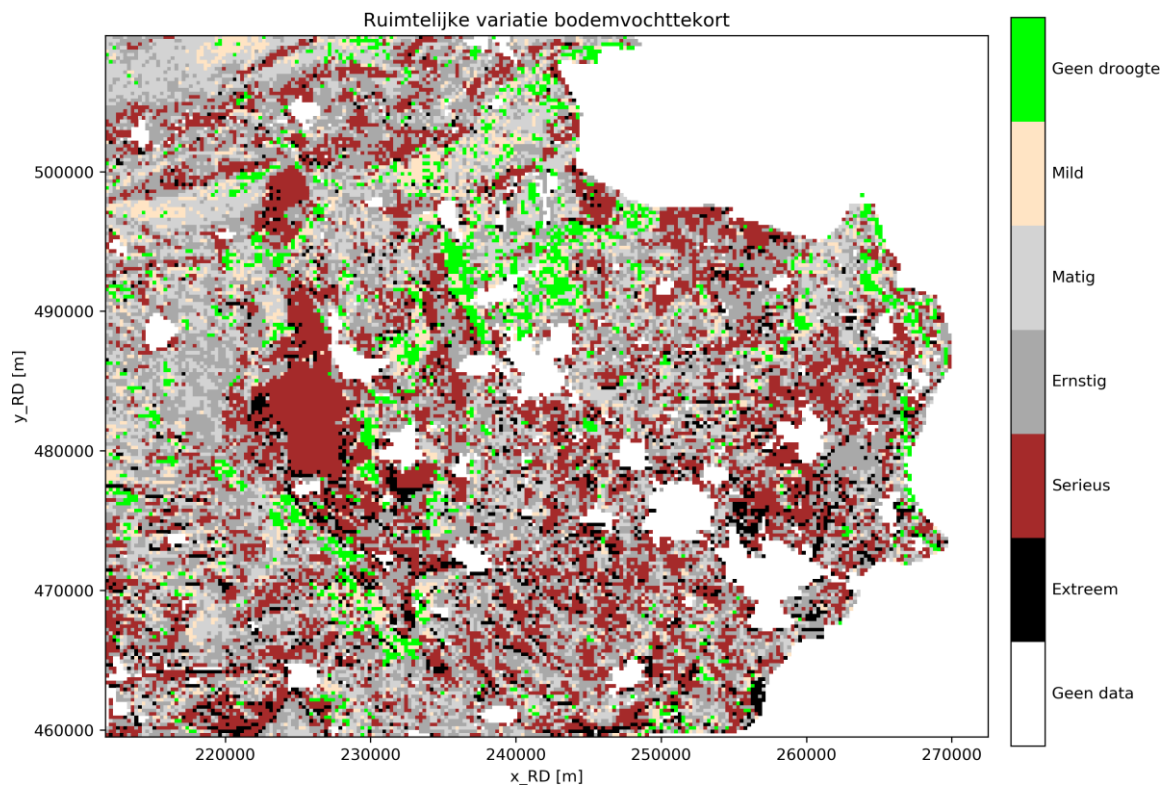 Ruimtelijke variatie bodemvochttekort
Geen droogte
Mild
Matig
Ernstig
Serieus
Extreem
Geen data
y_RD [m]
500000
490000
480000
470000
460000
220000 230000 240000 250000 260000 270000
x_RD [m]